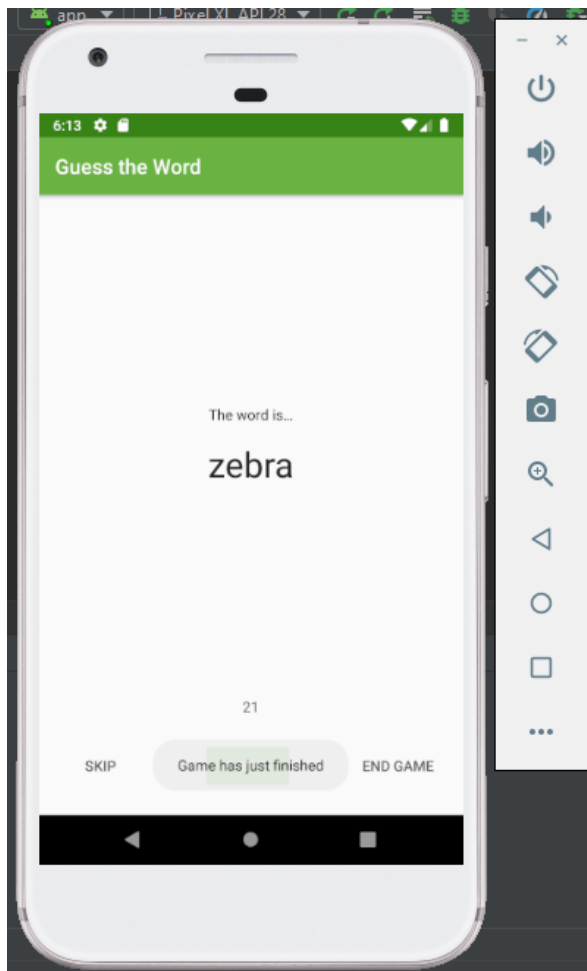 app Pixel XL API 28
6:13
Guess the Word
The word is...
zebra
21
SKIP Game has just finished END GAME